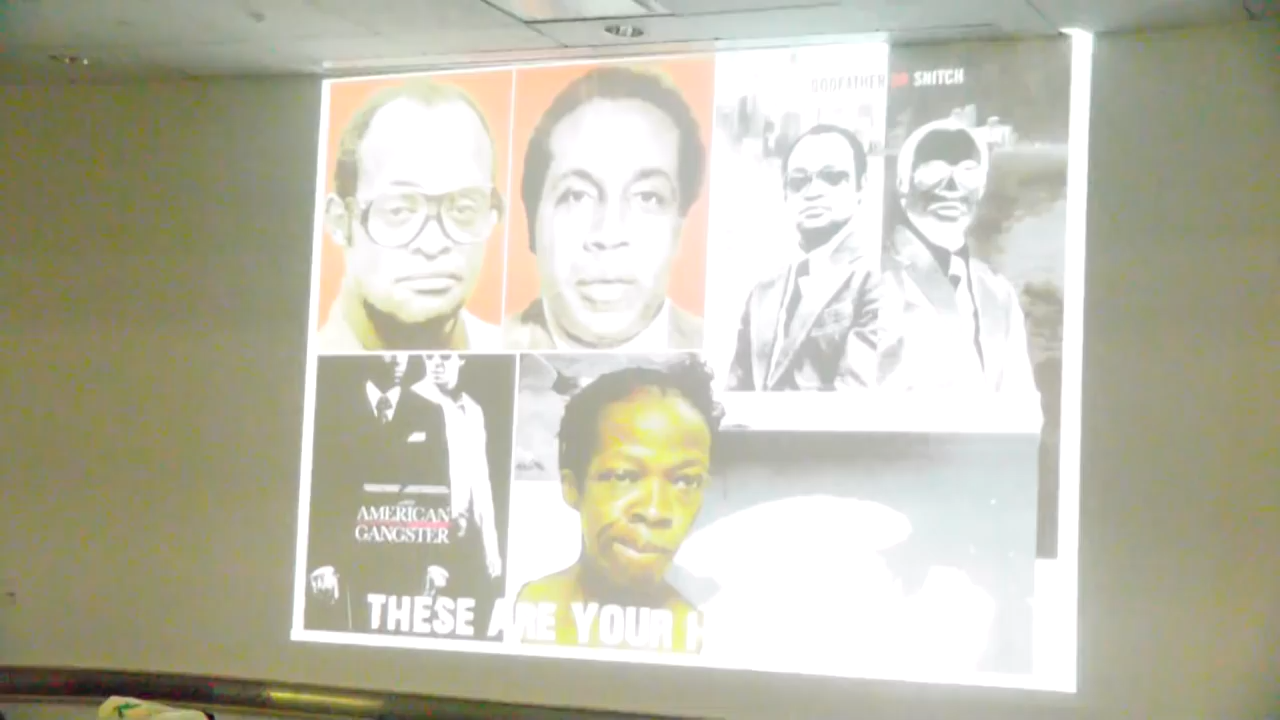 GODFATHER OR SNITCH
AMERICAN
GANGSTER
THESE ARE YOUR H